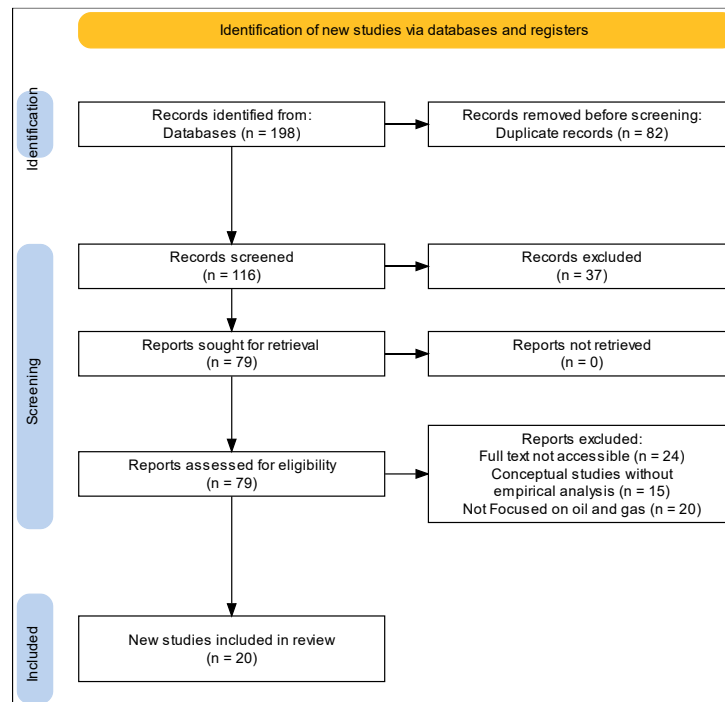 Identification of new studies via databases and registers
Identification
Records identified from:
Databases (n = 198)
Records removed before screening:
Duplicate records (n = 82)
Screening
Records screened
(n = 116)
Records excluded
(n = 37)
Reports sought for retrieval
(n = 79)
Reports not retrieved
(n = 0)
Reports assessed for eligibility
(n = 79)
Reports excluded:
Full text not accessible (n = 24)
Conceptual studies without
empirical analysis (n = 15)
Not Focused on oil and gas (n = 20)
Included
New studies included in review
(n = 20)